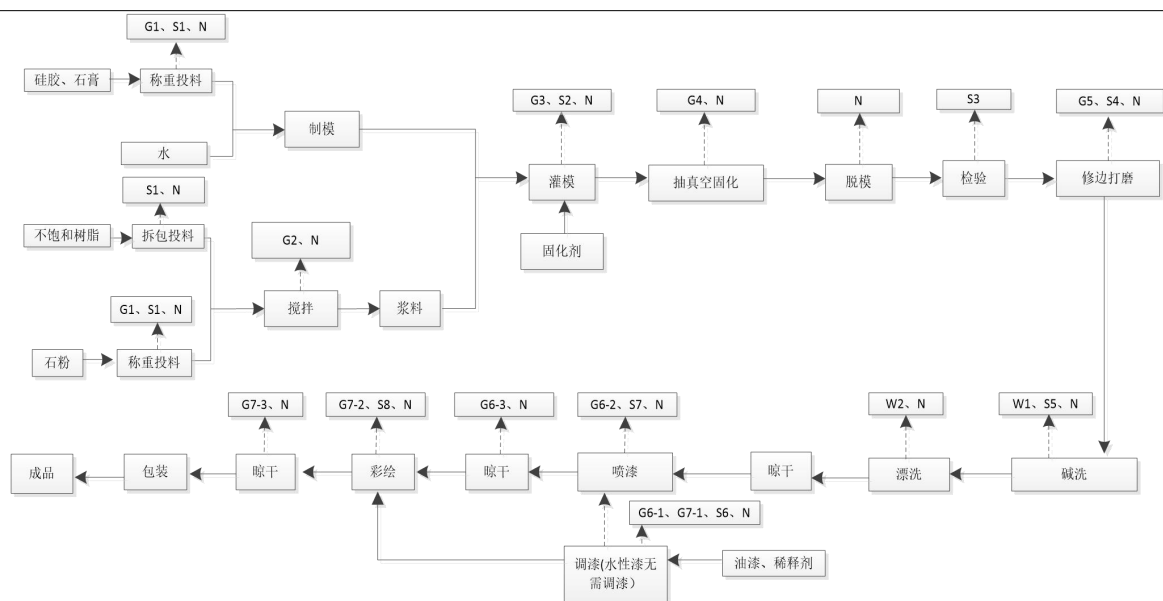 G1、S1、N
硅胶、石膏
称重投料
水
制模
S1、N
不饱和树脂
拆包投料
G1、S1、N
石粉
称重投料
G2、N
搅拌
浆料
G3、S2、N
灌模
固化剂
G4、N
抽真空固化
N
脱模
S3
检验
G5、S4、N
修边打磨
W1、S5、N
碱洗
W2、N
漂洗
晾干
G6-2、S7、N
喷漆
G6-1、G7-1、S6、N
调漆(水性漆无
需调漆）
油漆、稀释剂
G6-3、N
晾干
G7-2、S8、N
彩绘
G7-3、N
晾干
包装
成品